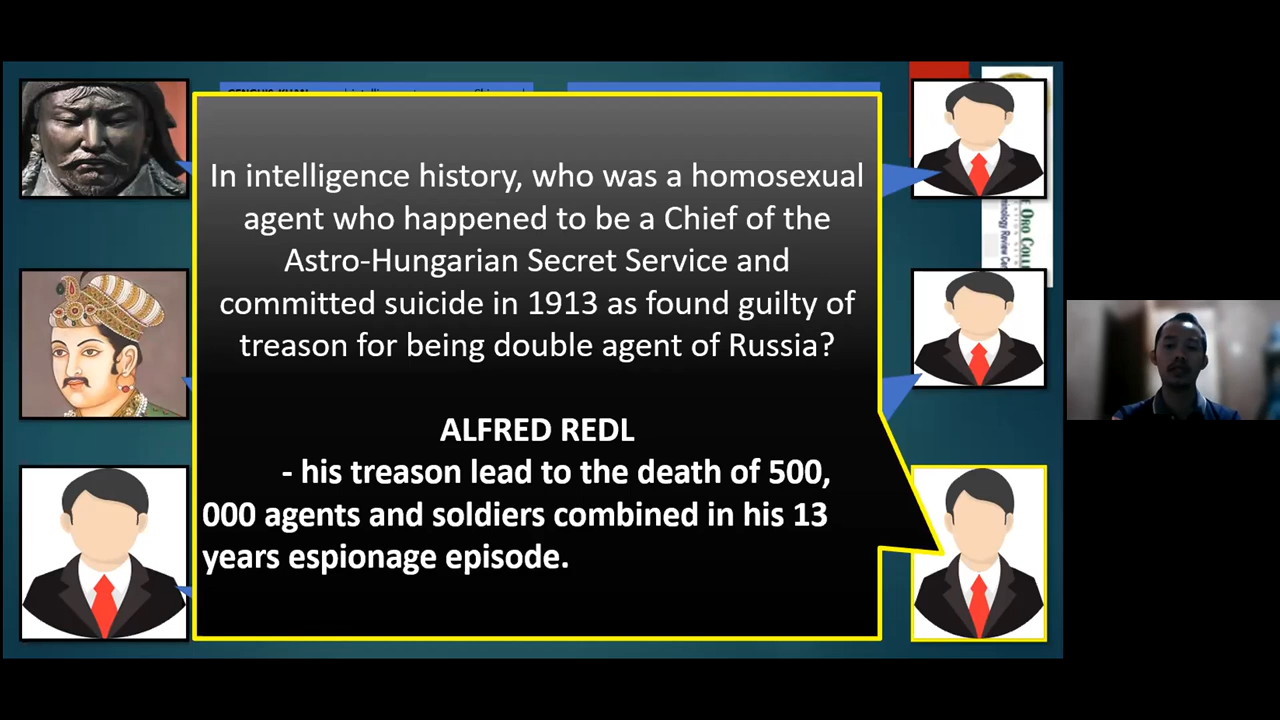 In intelligence history, who was a homosexual
agent who happened to be a Chief of the
Astro-Hungarian Secret Service and
committed suicide in 1913 as found guilty of
treason for being double agent of Russia?
ALFRED REDL
- his treason lead to the death of 500,
000 agents and soldiers combined in his 13
years espionage episode.